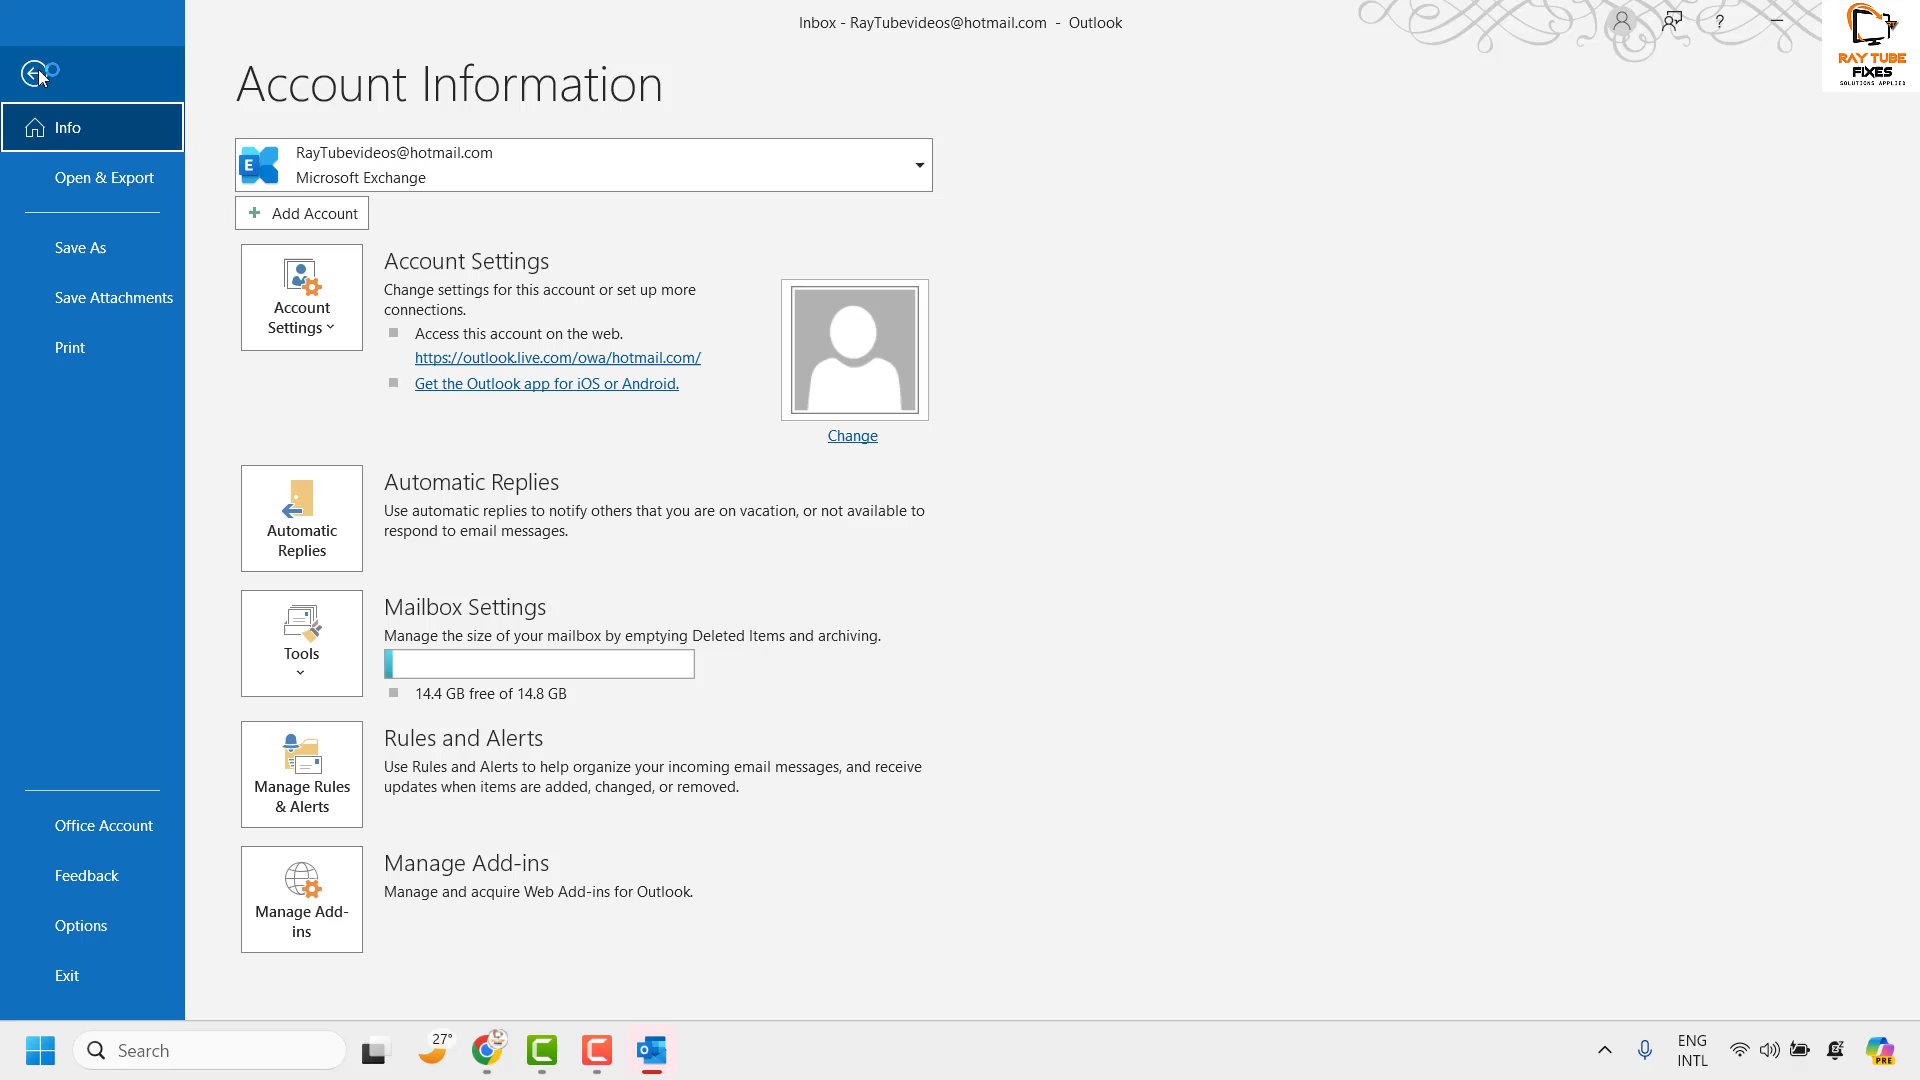 Inbox - RayTubevideos@hotmail.com - Outlook
?
RAY TUBE
FIXES
SOLUTIONS APPLIED
Account Information
Info
Open & Export
Save As
Save Attachments
Print
Office Account
Feedback
Options
Exit
E
RayTubevideos@hotmail.com
Microsoft Exchange
+ Add Account
Account
Settings
Account Settings
Change settings for this account or set up more
connections.
Access this account on the web.
https://outlook.live.com/owa/hotmail.com/
Get the Outlook app for iOS or Android.
Change
Automatic
Replies
Automatic Replies
Use automatic replies to notify others that you are on vacation, or not available to
respond to email messages.
Tools
Mailbox Settings
Manage the size of your mailbox by emptying Deleted Items and archiving.
14.4 GB free of 14.8 GB
Manage Rules
& Alerts
Rules and Alerts
Use Rules and Alerts to help organize your incoming email messages, and receive
updates when items are added, changed, or removed.
Manage Add-
ins
Manage Add-ins
Manage and acquire Web Add-ins for Outlook.
Search
27°
ENG
INTL
PRE